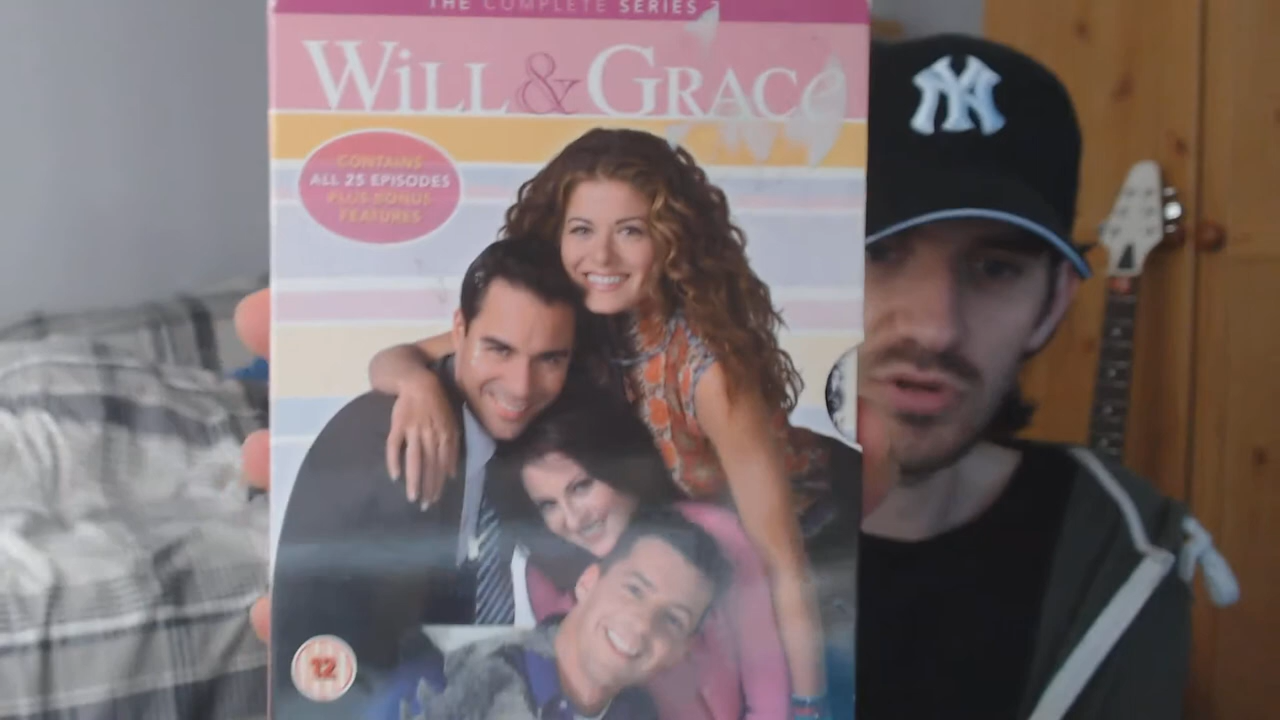 THE COMPLETE SERIES
WiLL & GRACE
CONTAINS
ALL 25 EPISODES
PLUS BONUS
FEATURES
NY
12